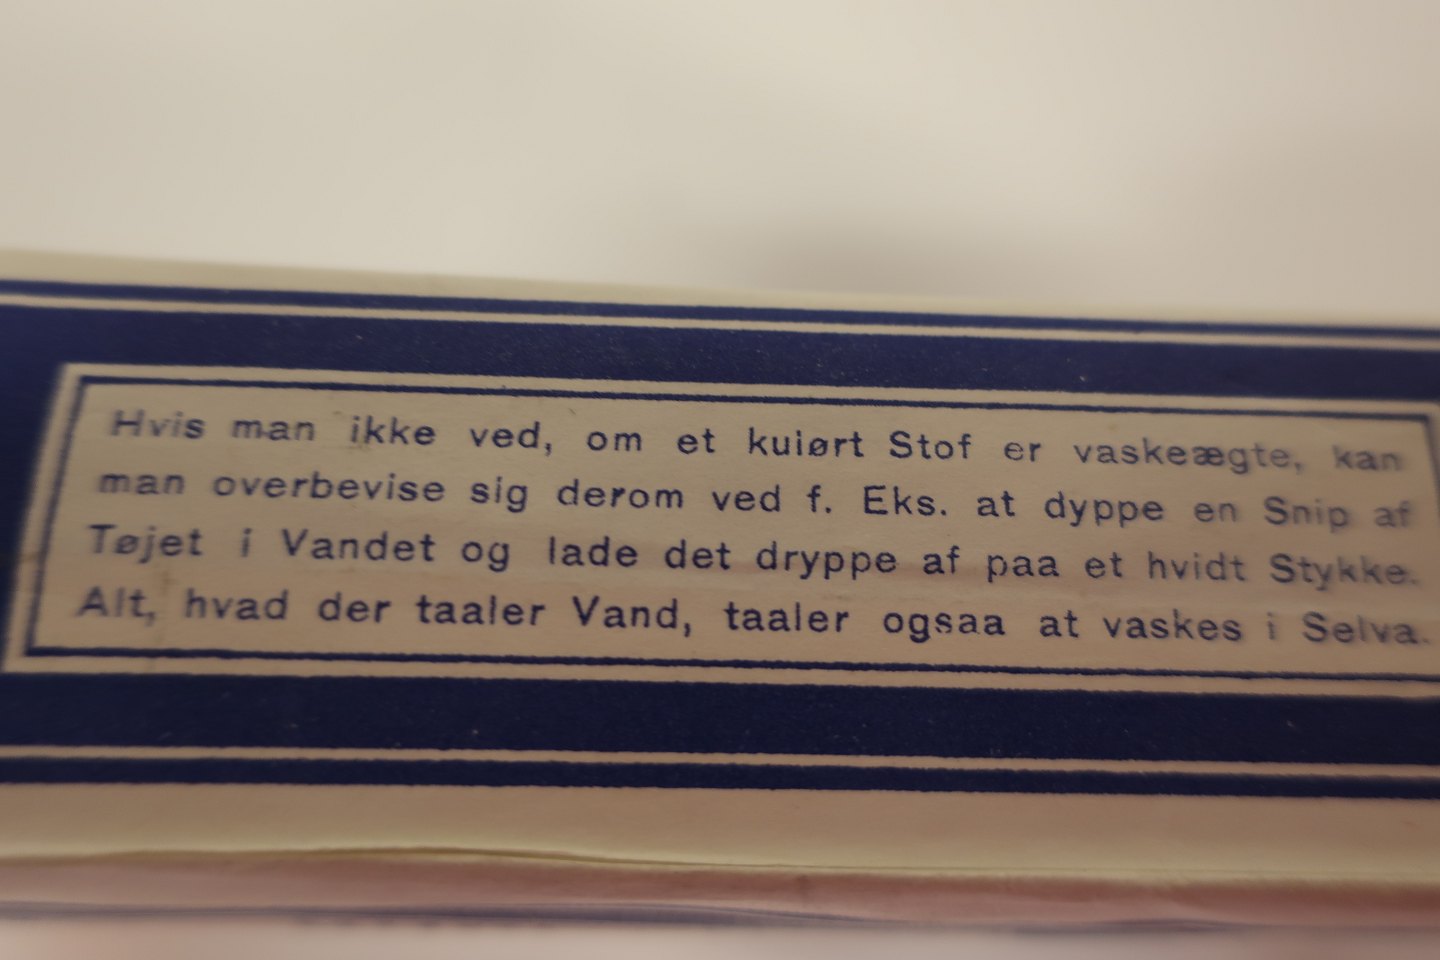 Hvis man ikke ved, om et kuiørt Stof er vaskeægte, kan
man overbevise sig derom ved f. Eks. at dyppe en Snip af
Tøjet i Vandet og lade det dryppe af paa et hvidt Stykke.
Alt, hvad der taaler Vand, taaler ogsaa at vaskes i Selva.